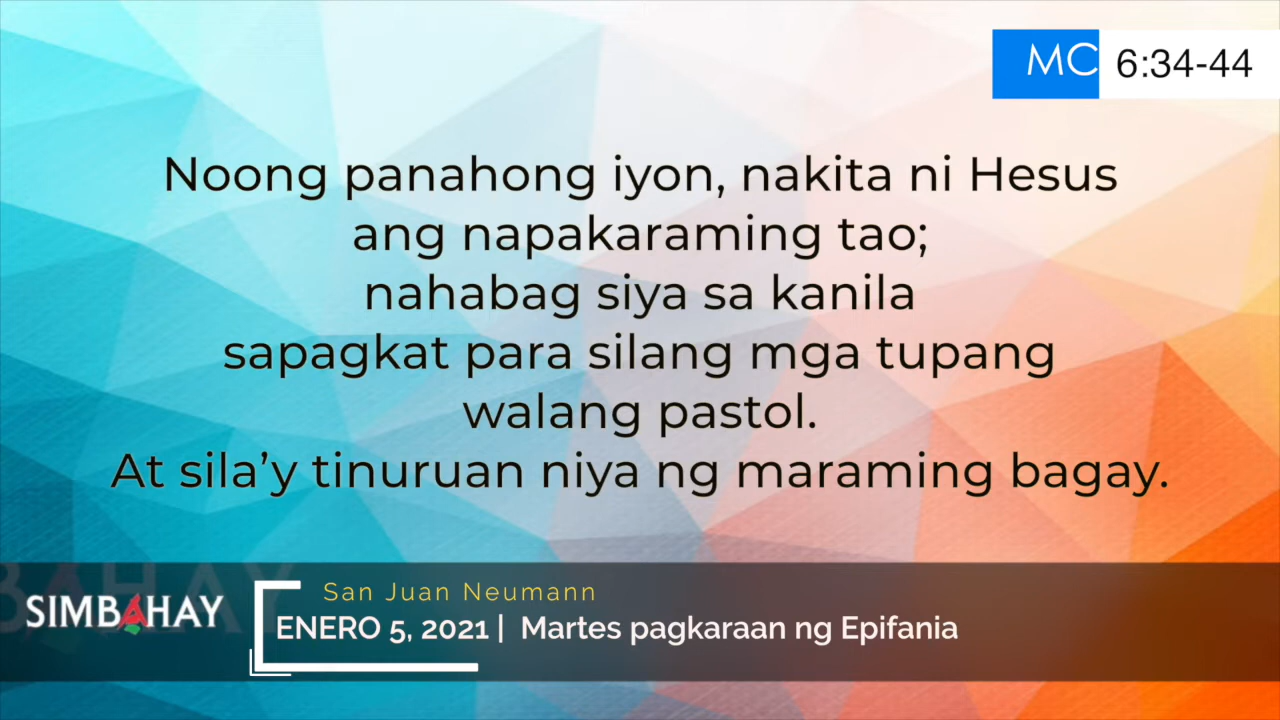 MC 6:34-44
Noong panahong iyon, nakita ni Hesus
ang napakaraming tao;
nahabag siya sa kanila
sapagkat para silang mga tupang
walang pastol.
At sila’y tinuruan niya ng maraming bagay.
San Juan Neumann
SIMBAHAY
ENERO 5, 2021 | Martes pagkaraan ng Epifania